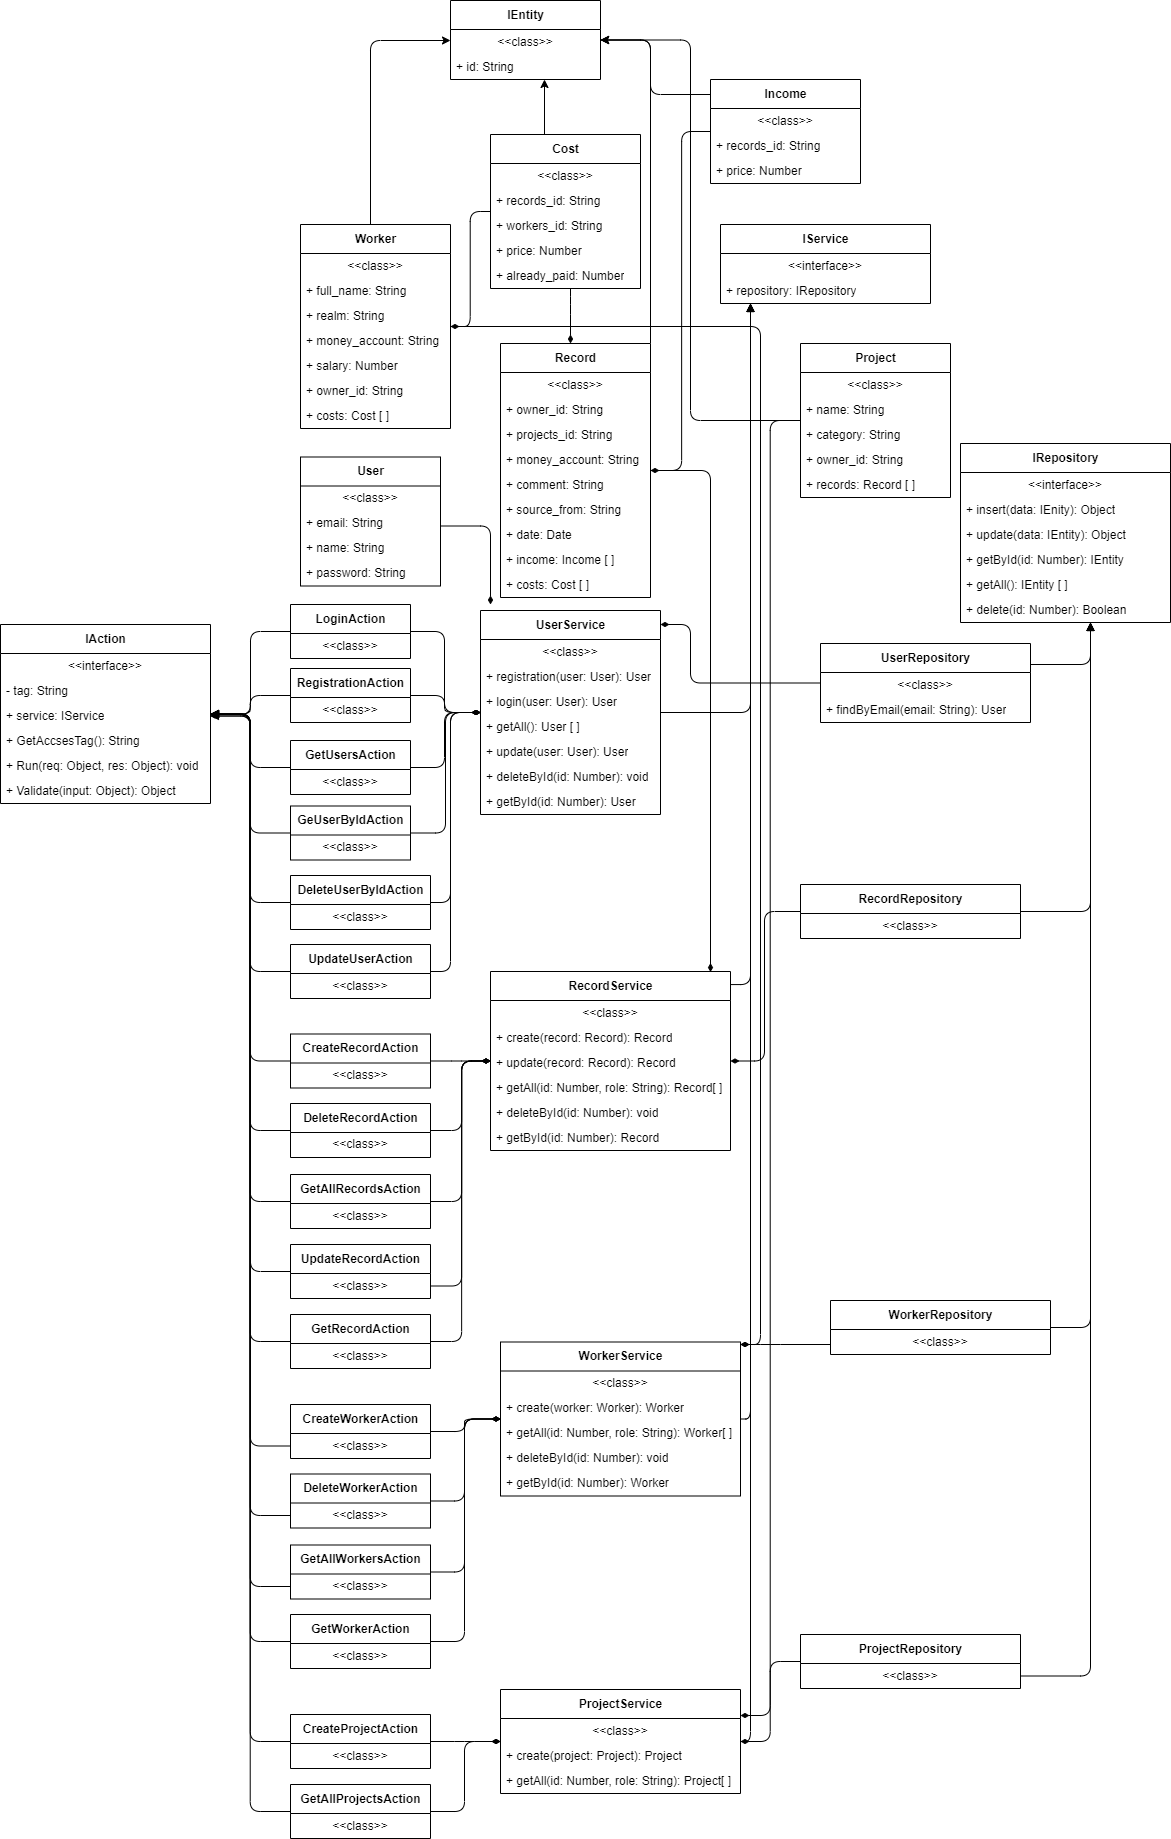 IEntity
<<class>>
+ id: String
Income
<<class>>
+ records_id: String
+ price: Number
Cost
<<class>>
+ records_id: String
+ workers_id: String
+ price: Number
+ already_paid: Number
Worker
<<class>>
+ full_name: String
+ realm: String
+ money_account: String
+ salary: Number
+ owner_id: String
+ costs: Cost [ ]
IService
<<interface>>
+ repository: IRepository
Record
<<class>>
+ owner_id: String
+ projects_id: String
+ money_account: String
+ comment: String
+ source_from: String
+ date: Date
+ income: Income [ ]
+ costs: Cost [ ]
Project
<<class>>
+ name: String
+ category: String
+ owner_id: String
+ records: Record [ ]
IRepository
<<interface>>
+ insert(data: IEnity): Object
+ update(data: IEntity): Object
+ getById(id: Number): IEntity
+ getAll(): IEntity [ ]
+ delete(id: Number): Boolean
User
<<class>>
+ email: String
+ name: String
+ password: String
IAction
<<interface>>
- tag: String
+ service: IService
+ GetAccsesTag(): String
+ Run(req: Object, res: Object): void
+ Validate(input: Object): Object
LoginAction
<<class>>
RegistrationAction
<<class>>
GetUsersAction
<<class>>
GeUserByIdAction
<<class>>
DeleteUserByIdAction
<<class>>
UpdateUserAction
<<class>>
UserService
<<class>>
+ registration(user: User): User
+ login(user: User): User
+ getAll(): User [ ]
+ update(user: User): User
+ deleteById(id: Number): void
+ getById(id: Number): User
UserRepository
<<class>>
+ findByEmail(email: String): User
RecordRepository
<<class>>
RecordService
<<class>>
+ create(record: Record): Record
+ update(record: Record): Record
+ getAll(id: Number, role: String): Record[ ]
+ deleteById(id: Number): void
+ getById(id: Number): Record
CreateRecordAction
<<class>>
DeleteRecordAction
<<class>>
GetAllRecordsAction
<<class>>
UpdateRecordAction
<<class>>
GetRecordAction
<<class>>
WorkerRepository
<<class>>
WorkerService
<<class>>
+ create(worker: Worker): Worker
+ getAll(id: Number, role: String): Worker[ ]
+ deleteById(id: Number): void
+ getById(id: Number): Worker
CreateWorkerAction
<<class>>
DeleteWorkerAction
<<class>>
GetAllWorkersAction
<<class>>
GetWorkerAction
<<class>>
ProjectRepository
<<class>>
ProjectService
<<class>>
+ create(project: Project): Project
+ getAll(id: Number, role: String): Project[ ]
CreateProjectAction
<<class>>
GetAllProjectsAction
<<class>>